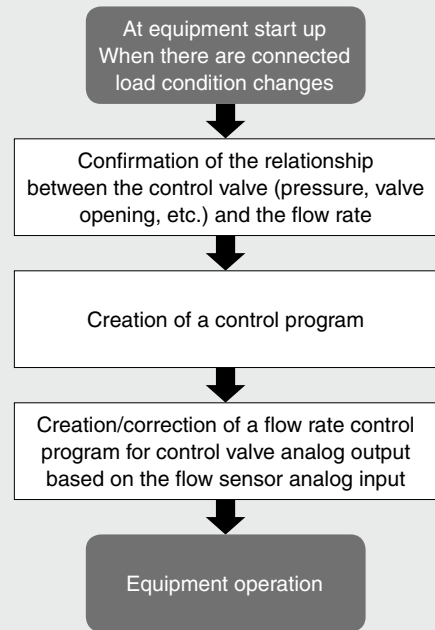 At equipment start up
When there are connected
load condition changes
Confirmation of the relationship
between the control valve (pressure, valve
opening, etc.) and the flow rate
Creation of a control program
Creation/correction of a flow rate control
program for control valve analog output
based on the flow sensor analog input
Equipment operation